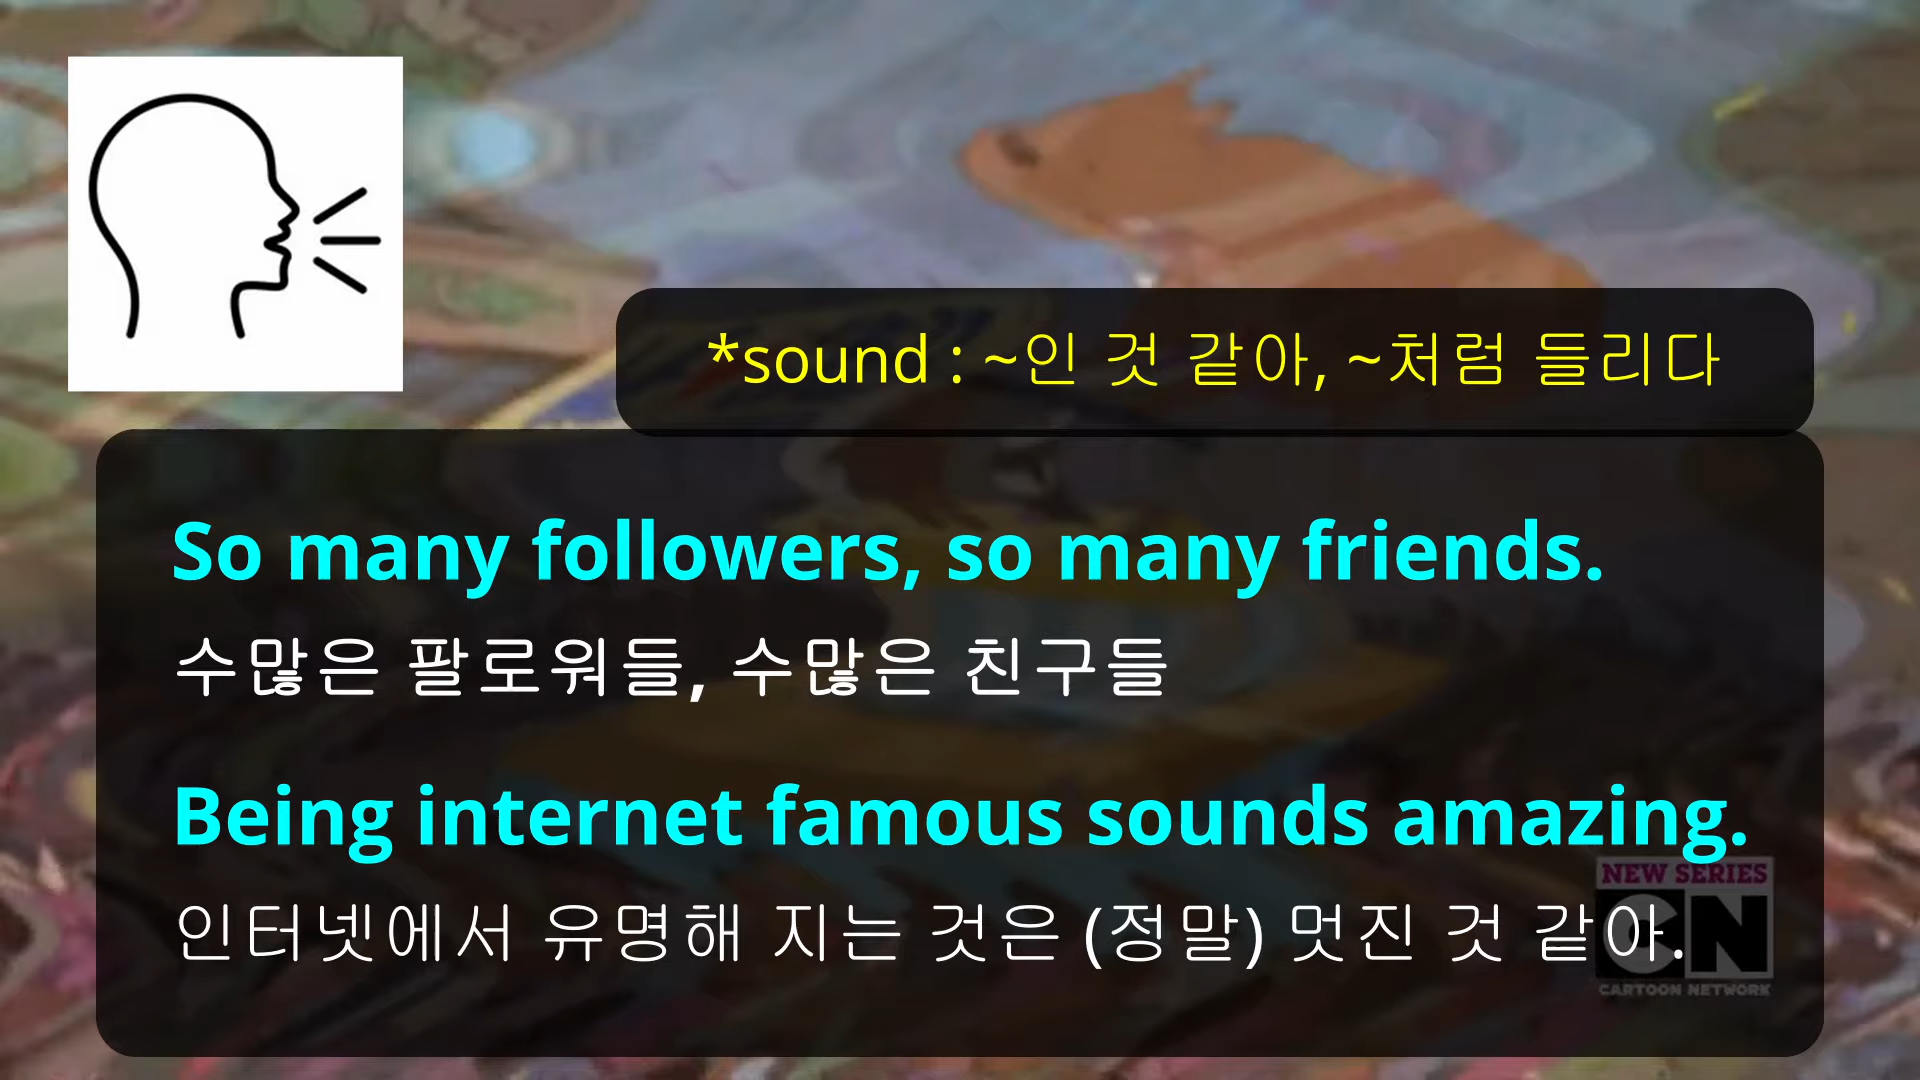 *sound : ~인 것 같아, ~처럼 들리다
So many followers, so many friends.
수많은 팔로워들, 수많은 친구들
Being internet famous sounds amazing.
인터넷에서 유명해 지는 것은 (정말) 멋진 것 같아.
NEW SERIES
CN
CARTOON NETWORK